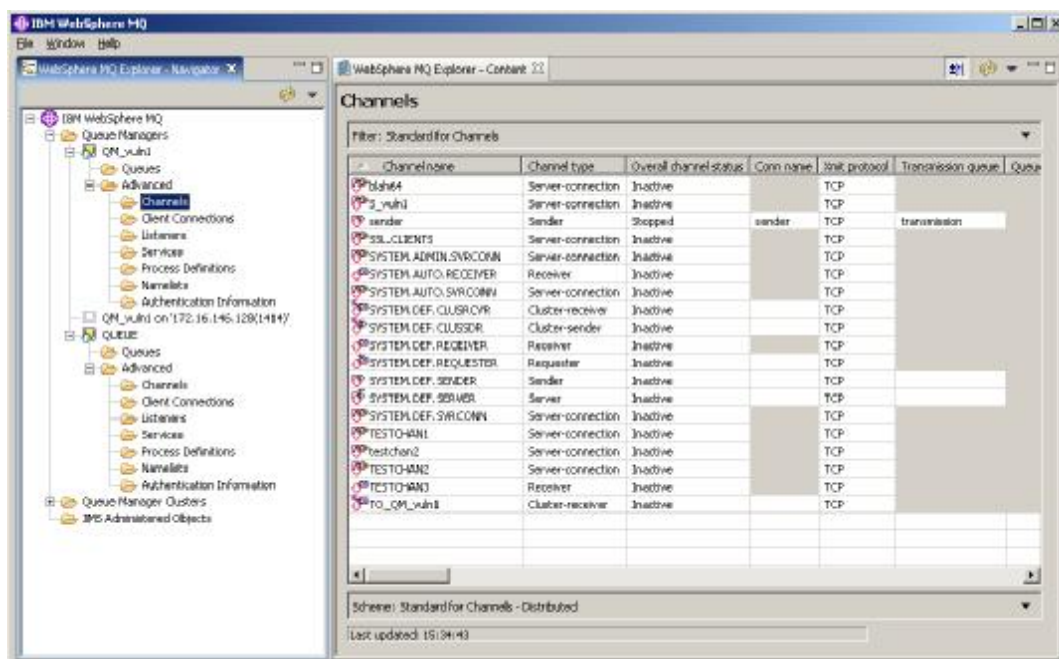 IBM WebSphere MQ
File Window Help
WebSphere MQ Explorer - Navigator
IBM WebSphere MQ
Queue Managers
QM_vuln1
Queues
Advanced
Channels
Client Connections
Listeners
Services
Process Definitions
Namelists
Authentication Information
QM_vuln1 on '172.16.146.128(1414)'
QUEUE
Queues
Advanced
Channels
Client Connections
Listeners
Services
Process Definitions
Namelists
Authentication Information
Queue Manager Clusters
JMS Administered Objects
WebSphere MQ Explorer - Content
Channels
Filter: Standard for Channels
Channel name Channel type Overall channel status Conn name Xmit protocol Transmission queue Queue
blah64 Server-connection Inactive TCP
S_vuln1 Server-connection Inactive TCP
sender Sender Stopped sender TCP transmission
SSL.CLIENTS Server-connection Inactive TCP
SYSTEM.ADMIN.SVRCONN Server-connection Inactive TCP
SYSTEM.AUTO.RECEIVER Receiver Inactive TCP
SYSTEM.AUTO.SVRCONN Server-connection Inactive TCP
SYSTEM.DEF.CLUSRCVR Cluster-receiver Inactive TCP
SYSTEM.DEF.CLUSSDR Cluster-sender Inactive TCP
SYSTEM.DEF.RECEIVER Receiver Inactive TCP
SYSTEM.DEF.REQUESTER Requester Inactive TCP
SYSTEM.DEF.SENDER Sender Inactive TCP
SYSTEM.DEF.SERVER Server Inactive TCP
SYSTEM.DEF.SVRCONN Server-connection Inactive TCP
TESTCHAN1 Server-connection Inactive TCP
testchan2 Server-connection Inactive TCP
TESTCHAN2 Server-connection Inactive TCP
TESTCHAN3 Receiver Inactive TCP
TO_QM_vuln1 Cluster-receiver Inactive TCP
Scheme: Standard for Channels - Distributed
Last updated: 15:34:43